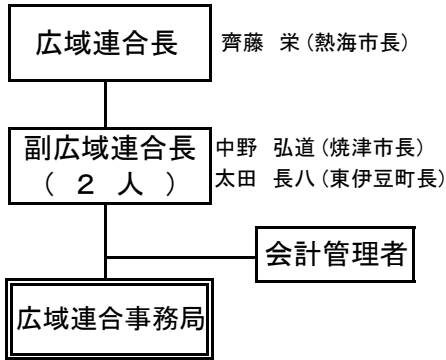 広域連合長
齊藤　栄（熱海市長）
副広域連合長
（　２　人　）
中野　弘道（焼津市長）
太田　長八（東伊豆町長）
会計管理者
広域連合事務局